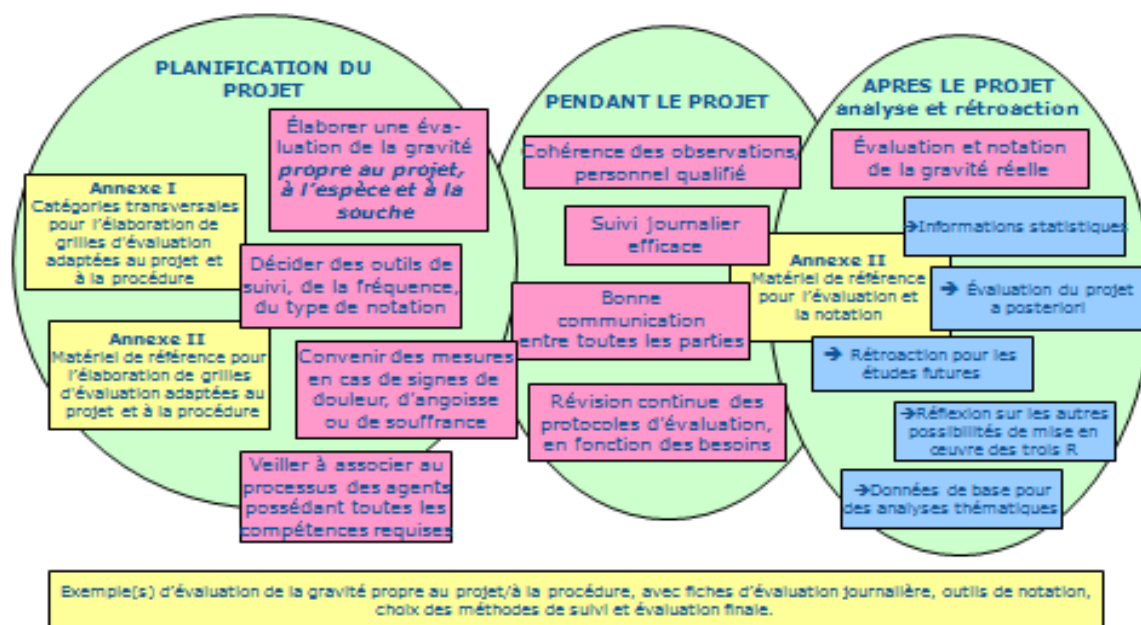 PLANIFICATION DU
PROJET
Élaborer une éva-
luation de la gravité
propre au projet,
à l'espèce et à la
souche
Annexe I
Catégories transversales
pour l'élaboration de
grilles d'évaluation
adaptées au projet et
à la procédure
Décider des outils de
suivi, de la fréquence,
du type de notation
Annexe II
Matériel de référence pour
l'élaboration de grilles
d'évaluation adaptées au
projet et à la procédure
Convenir des mesures
en cas de signes de
douleur, d'angoisse
ou de souffrance
Veiller à associer au
processus des agents
possédant toutes les
compétences requises
PENDANT LE PROJET
Cohérence des observations/
personnel qualifié
Suivi journalier
efficace
Bonne
communication
entre toutes les parties
Révision continue des
protocoles d'évaluation,
en fonction des besoins
Annexe II
Matériel de référence
pour l'évaluation et
la notation
APRES LE PROJET
analyse et rétroaction
Évaluation et notation
de la gravité réelle
➔Informations statistiques
➔ Évaluation du projet
a posteriori
➔ Rétroaction pour les
études futures
➔Réflexion sur les autres
possibilités de mise en
œuvre des trois R
➔Données de base pour
des analyses thématiques
Exemple(s) d'évaluation de la gravité propre au projet/à la procédure, avec fiches d'évaluation journalière, outils de notation,
choix des méthodes de suivi et évaluation finale.